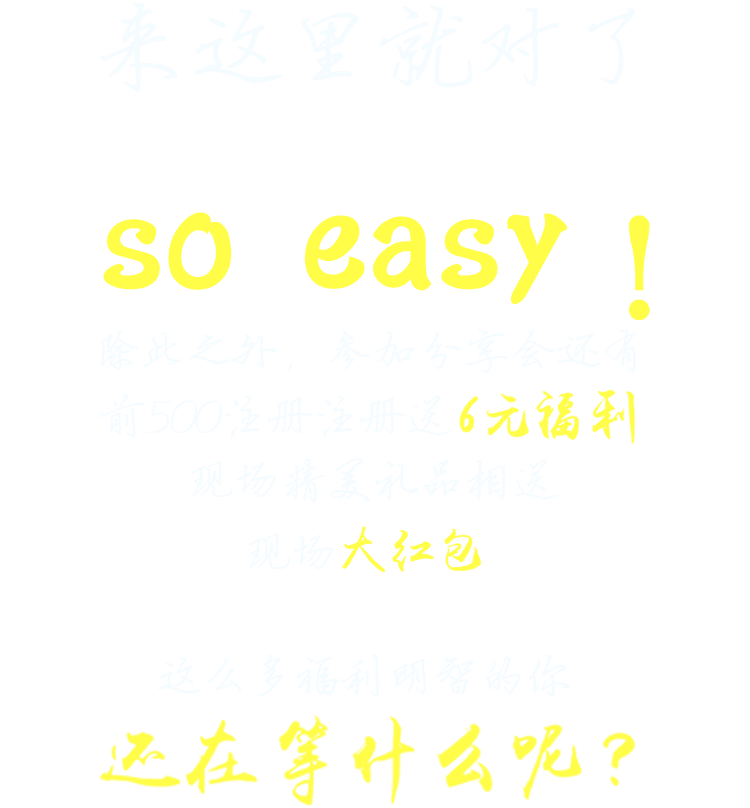 来这里就对了
so easy！
除此之外，参加分享会还有
前500注册注册送6元福利
现场精美礼品相送
现场大红包
这么多福利明智的你
还在等什么呢？